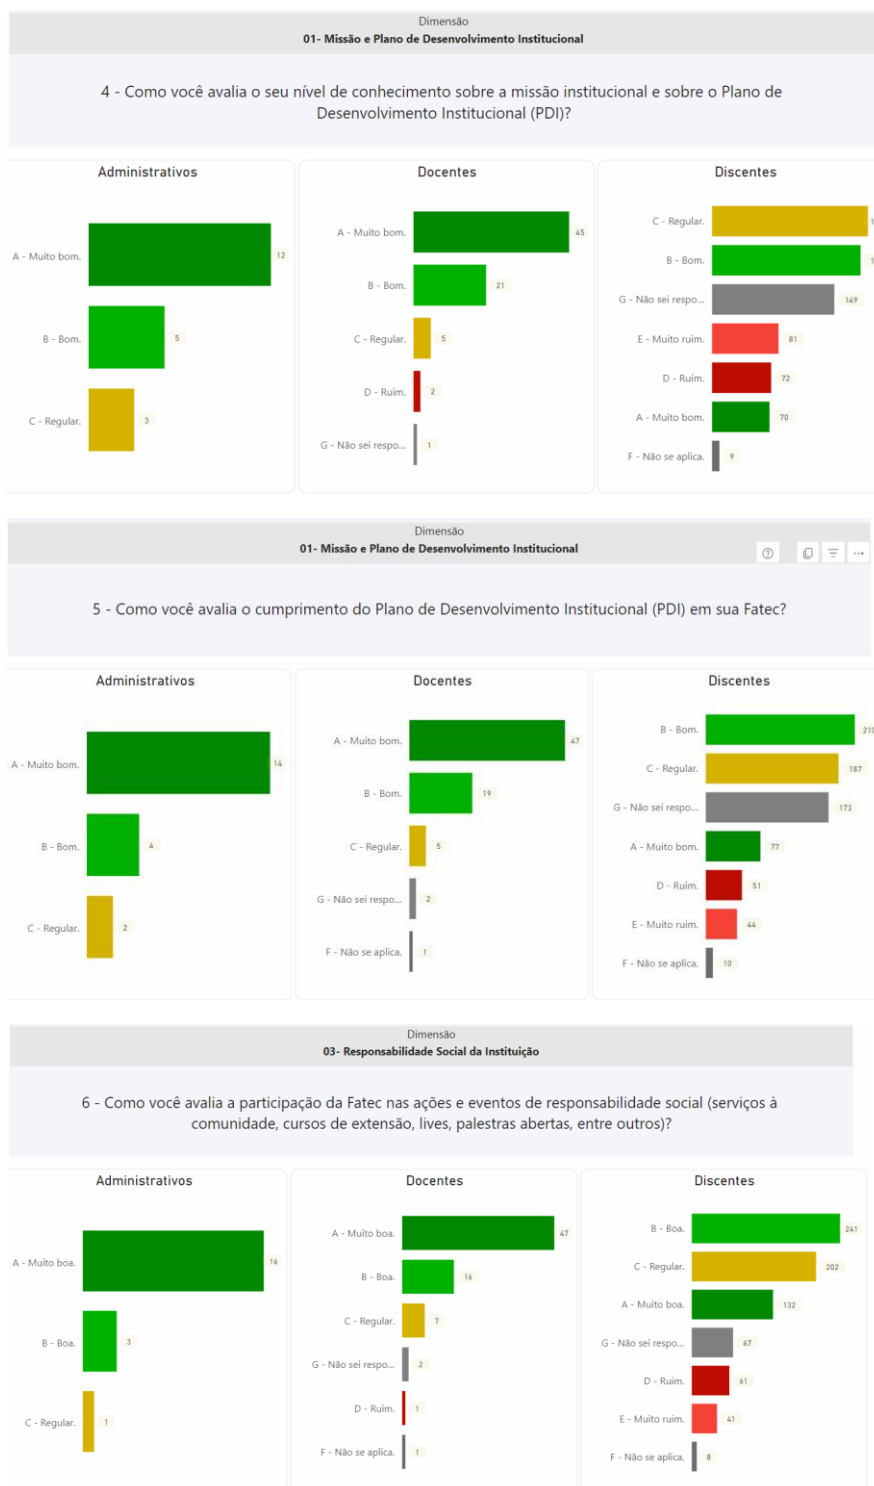 Dimensão
01- Missão e Plano de Desenvolvimento Institucional
4 - Como você avalia o seu nível de conhecimento sobre a missão institucional e sobre o Plano de
Desenvolvimento Institucional (PDI)?
Administrativos
A - Muito bom. 12
B - Bom. 5
C - Regular. 3
Docentes
A - Muito bom. 45
B - Bom. 21
C - Regular. 5
D - Ruim. 2
G - Não sei respo... 1
Discentes
C - Regular.
B - Bom.
G - Não sei respo... 149
E - Muito ruim. 81
D - Ruim. 72
A - Muito bom. 70
F - Não se aplica. 9
Dimensão
01- Missão e Plano de Desenvolvimento Institucional
5 - Como você avalia o cumprimento do Plano de Desenvolvimento Institucional (PDI) em sua Fatec?
Administrativos
A - Muito bom. 14
B - Bom. 4
C - Regular. 2
Docentes
A - Muito bom. 47
B - Bom. 19
C - Regular. 5
G - Não sei respo... 2
F - Não se aplica. 1
Discentes
B - Bom. 210
C - Regular. 187
G - Não sei respo... 173
A - Muito bom. 77
D - Ruim. 51
E - Muito ruim. 44
F - Não se aplica. 10
Dimensão
03- Responsabilidade Social da Instituição
6 - Como você avalia a participação da Fatec nas ações e eventos de responsabilidade social (serviços à
comunidade, cursos de extensão, lives, palestras abertas, entre outros)?
Administrativos
A - Muito boa. 16
B - Boa. 3
C - Regular. 1
Docentes
A - Muito boa. 47
B - Boa. 16
C - Regular. 7
G - Não sei respo... 2
D - Ruim. 1
F - Não se aplica. 1
Discentes
B - Boa. 241
C - Regular. 202
A - Muito boa. 132
G - Não sei respo... 67
D - Ruim. 61
E - Muito ruim. 41
F - Não se aplica. 8